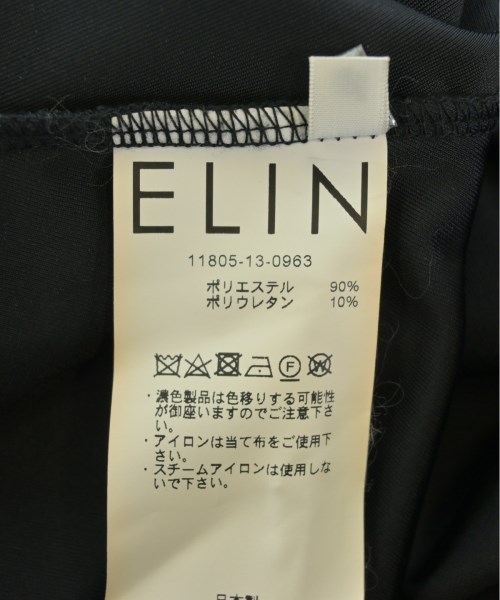 ELIN
11805-13-0963
ポリエステル 90%
ポリウレタン 10%
・濃色製品は色移りする可能性
が御座いますのでご注意下さ
い。
・アイロンは当て布をご使用下
さい。
・スチームアイロンは使用しな
いで下さい。
日本製